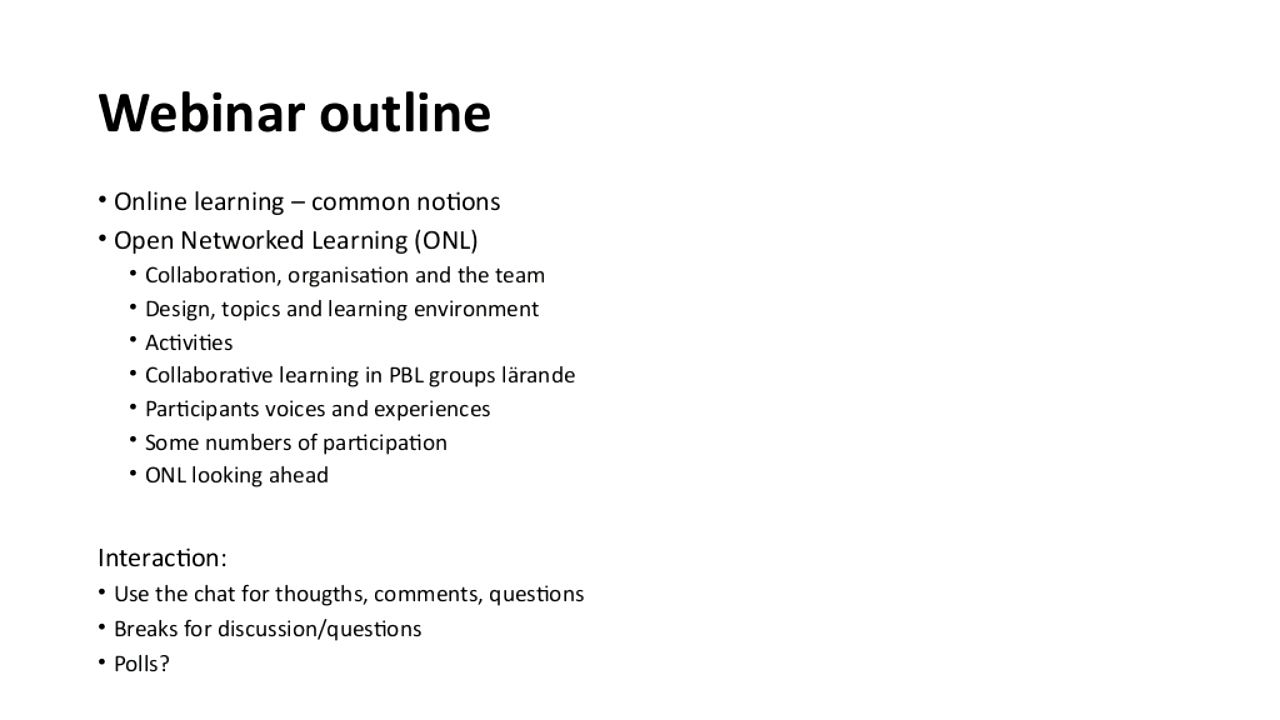 Webinar outline
• Online learning – common notions
• Open Networked Learning (ONL)
• Collaboration, organisation and the team
• Design, topics and learning environment
• Activities
• Collaborative learning in PBL groups lärande
• Participants voices and experiences
• Some numbers of participation
• ONL looking ahead
Interaction:
• Use the chat for thougths, comments, questions
• Breaks for discussion/questions
• Polls?